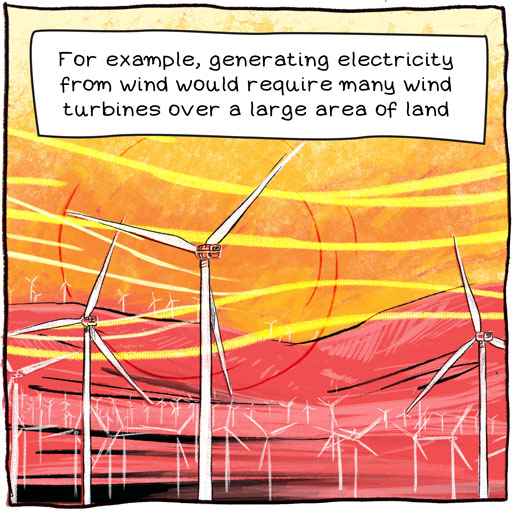 For example, generating electricity
from wind would require many wind
turbines over a large area of land